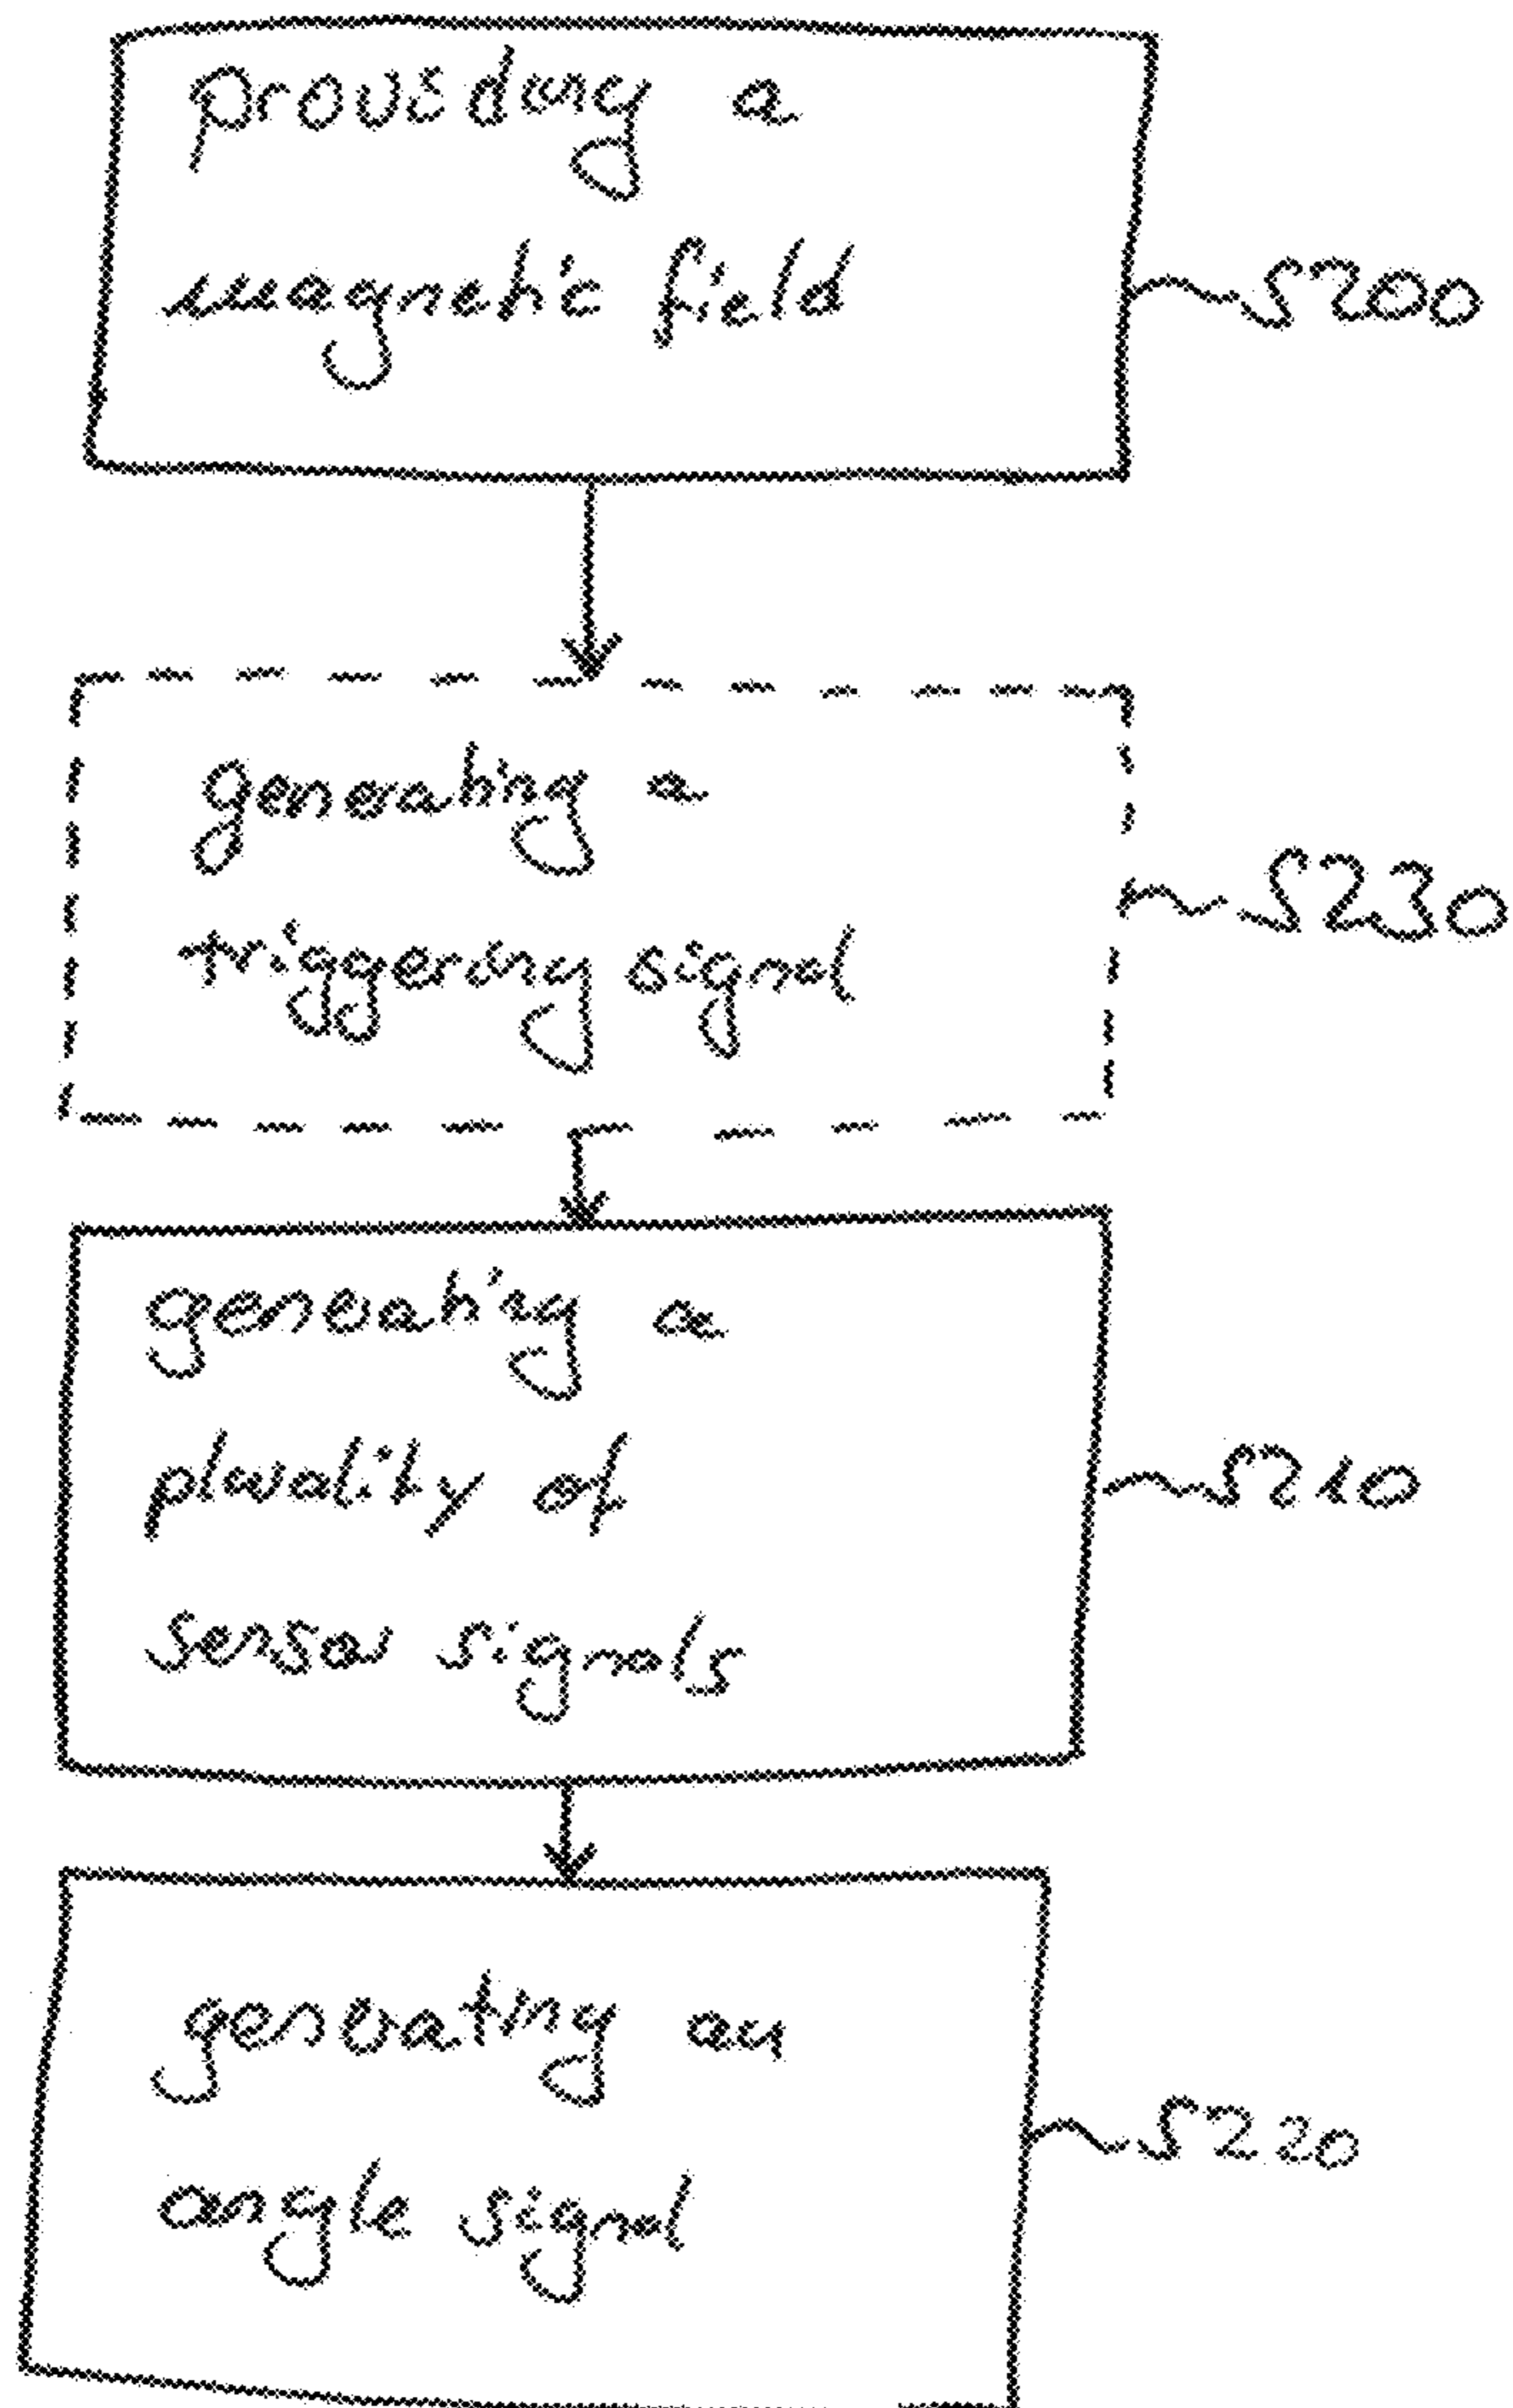 providing a
magnetic field
S200
generating a
triggering signal
S230
generating a
plurality of
sensor signals
S210
generating an
angle signal
S220